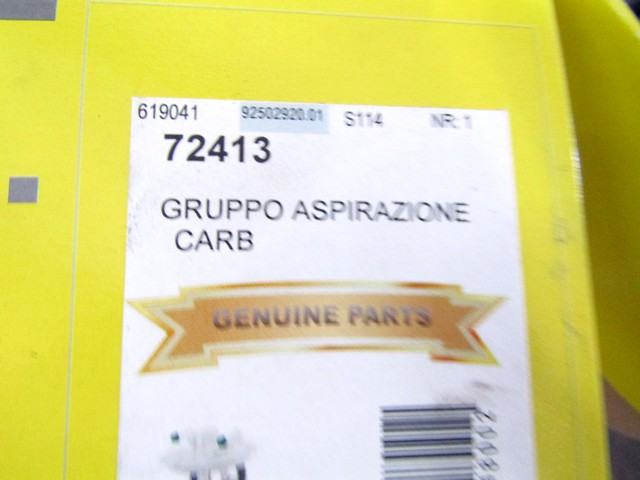 619041 92502920.01 S114 NR: 1
72413
GRUPPO ASPIRAZIONE
CARB
GENUINE PARTS